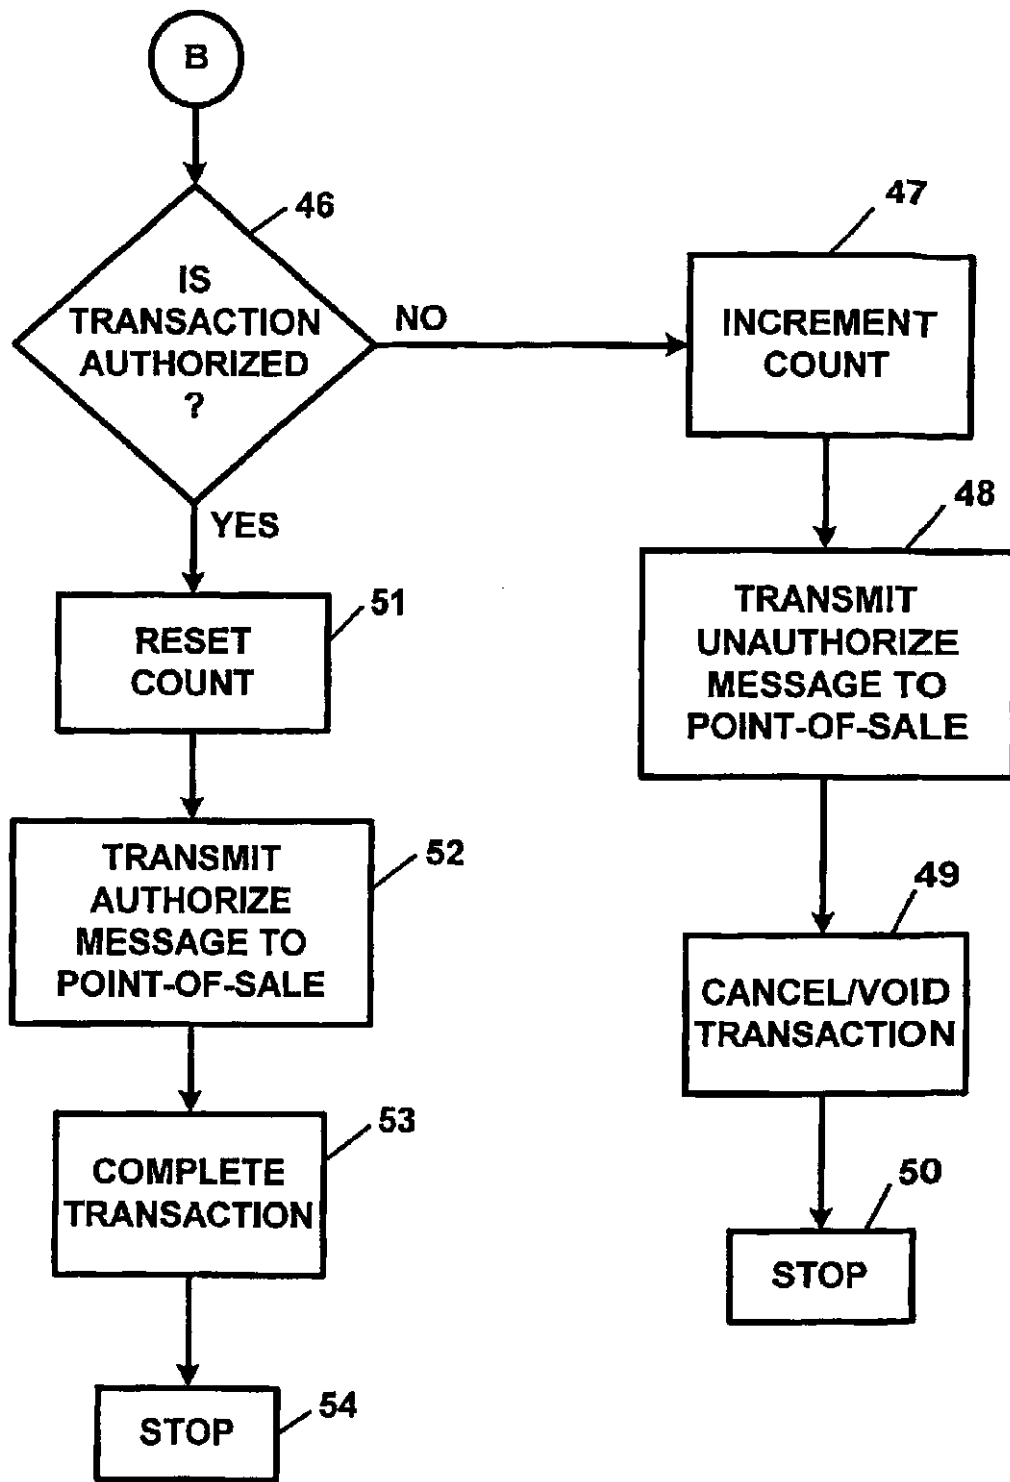 B
46
IS
TRANSACTION
AUTHORIZED
?
NO
YES
47
INCREMENT
COUNT
48
TRANSMIT
UNAUTHORIZE
MESSAGE TO
POINT-OF-SALE
49
CANCEL/VOID
TRANSACTION
50
STOP
51
RESET
COUNT
52
TRANSMIT
AUTHORIZE
MESSAGE TO
POINT-OF-SALE
53
COMPLETE
TRANSACTION
54
STOP